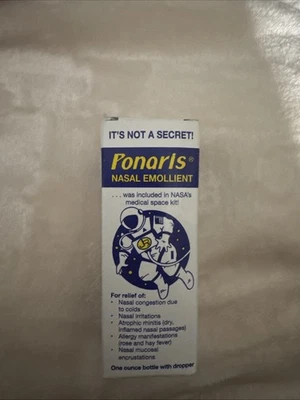 IT'S NOT A SECRET!
Ponaris®
NASAL EMOLLIENT
. . . was included in NASA's
medical space kit!
For relief of:
• Nasal congestion due
to colds
• Nasal irritations
• Atrophic rhinitis (dry,
inflamed nasal passages)
• Allergy manifestations
(rose and hay fever)
• Nasal mucosal
encrustations
One ounce bottle with dropper